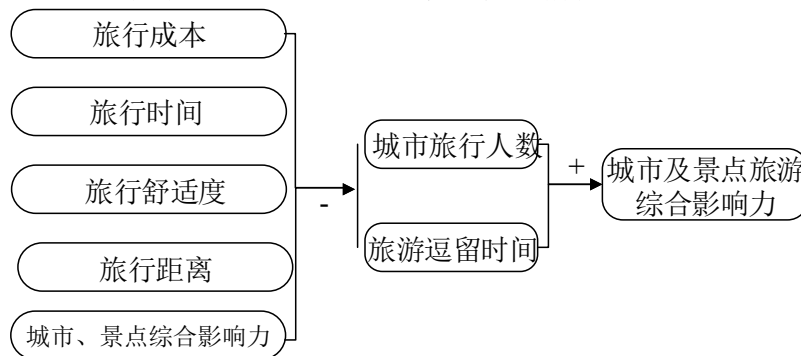 旅行成本
旅行时间
旅行舒适度
旅行距离
城市、景点综合影响力
-
城市旅行人数
旅游逗留时间
+
城市及景点旅游
综合影响力